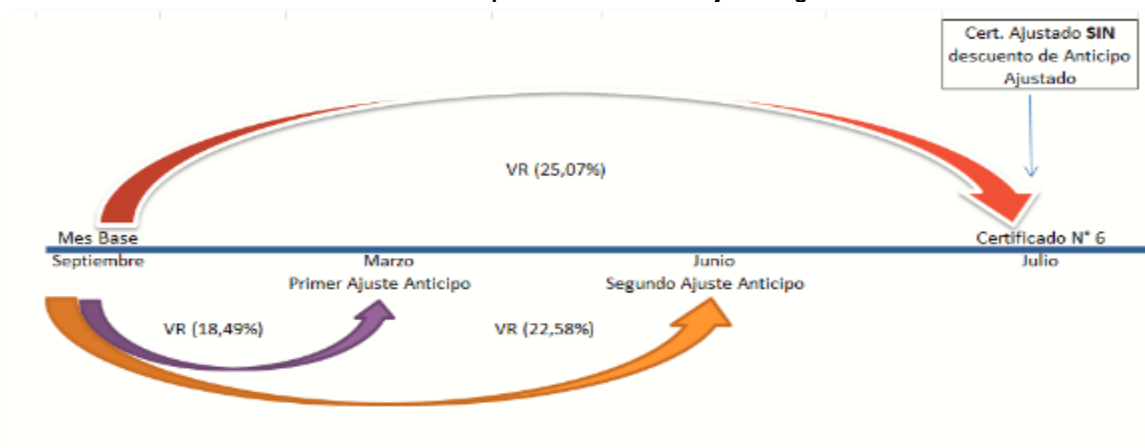 Cert. Ajustado SIN
descuento de Anticipo
Ajustado
VR (25,07%)
Mes Base
Certificado N° 6
Septiembre
Marzo
Junio
Julio
Primer Ajuste Anticipo
Segundo Ajuste Anticipo
VR (18,49%)
VR (22,58%)